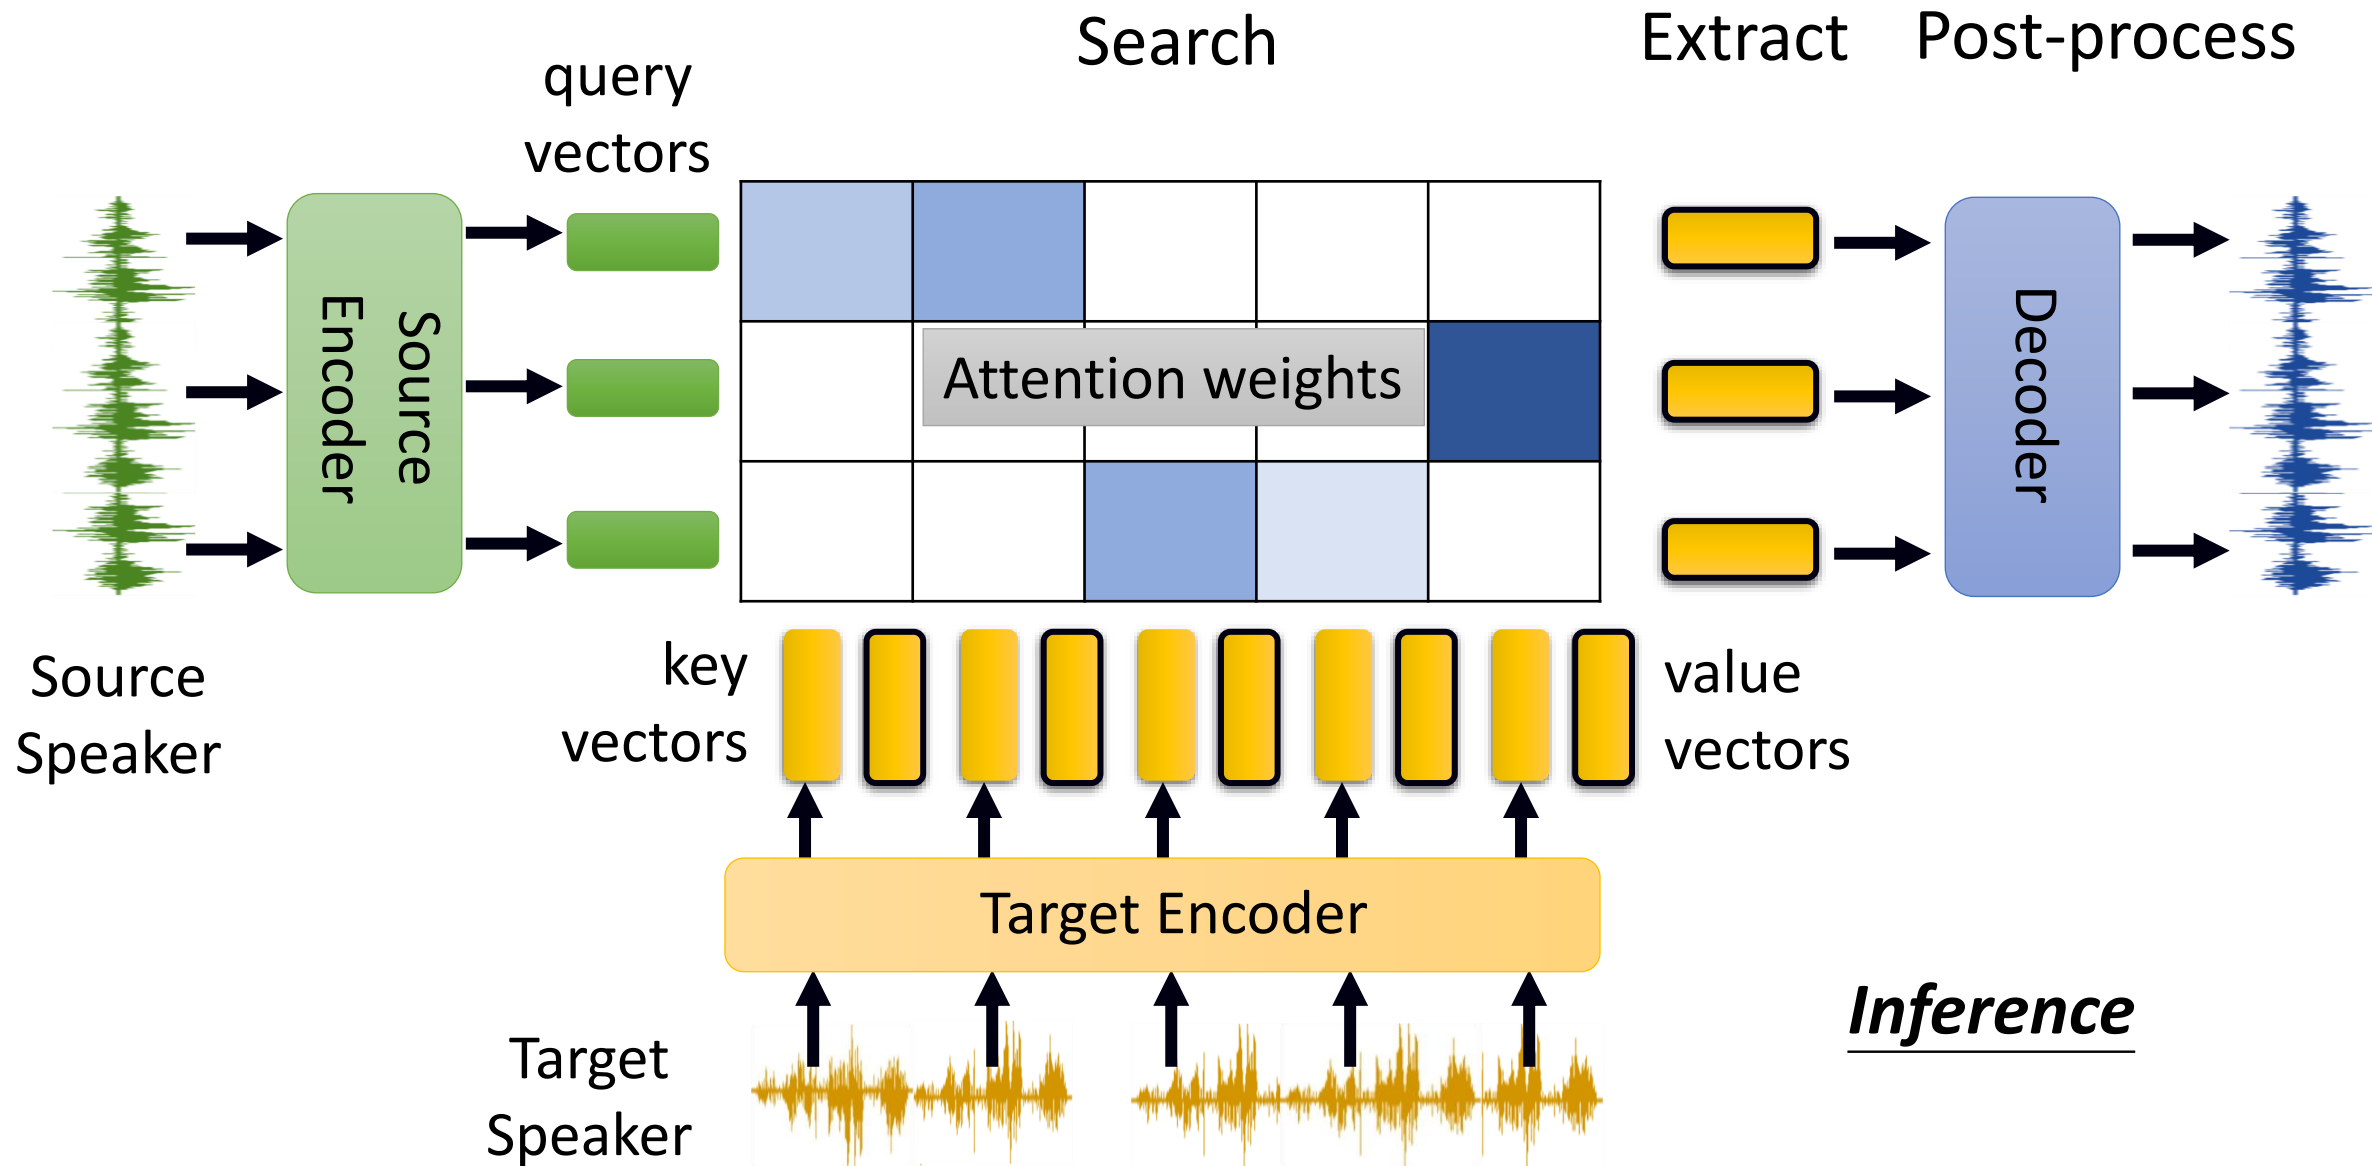 Search
Extract
Post-process
query
vectors
Source
Encoder
Attention weights
Decoder
Source
Speaker
key
vectors
value
vectors
Target Encoder
Target
Speaker
Inference